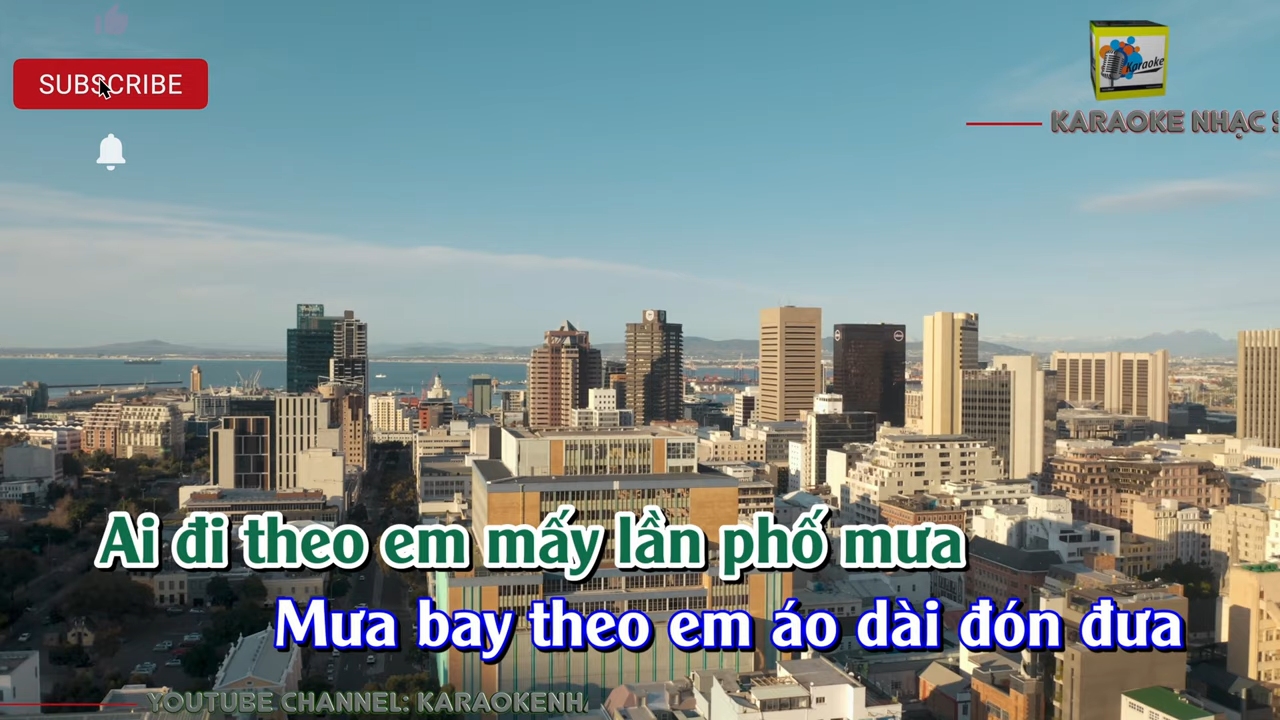 SUBSCRIBE
Karaoke
KARAOKE NHẠC
Ai đi theo em mấy lần phố mưa
Mưa bay theo em áo dài đón đưa
YOUTUBE CHANNEL: KARAOKENH